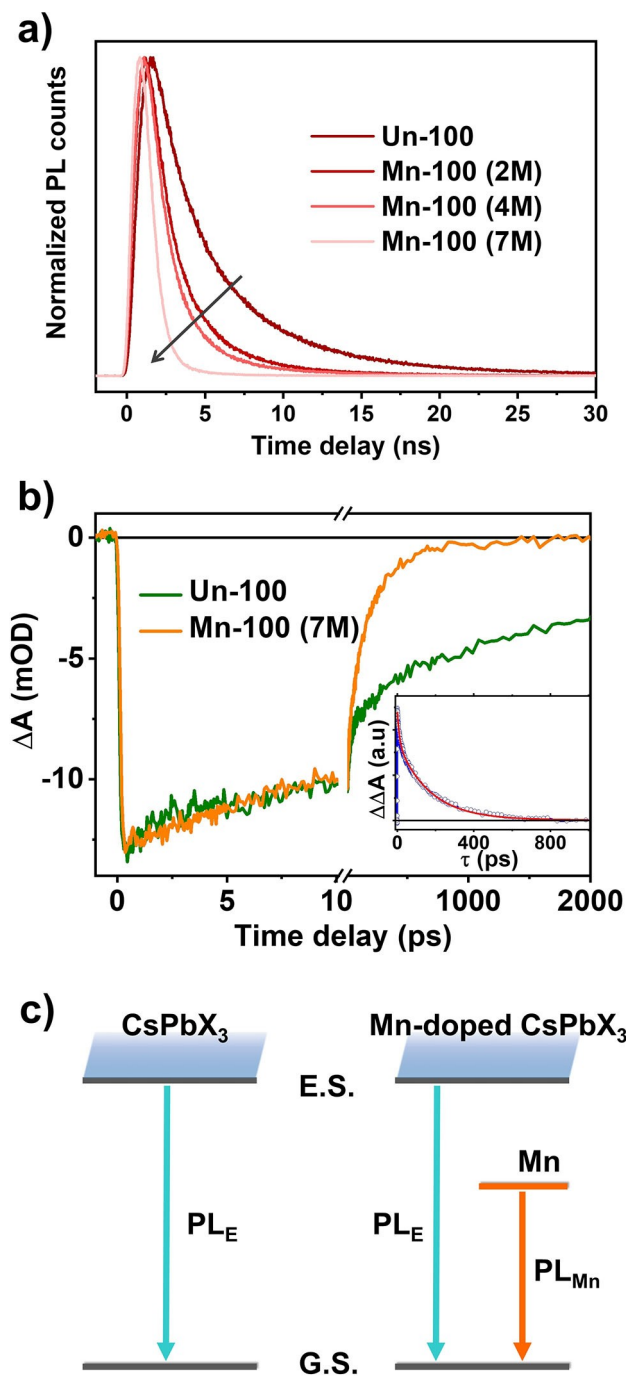 a)
Normalized PL counts
Un-100
Mn-100 (2M)
Mn-100 (4M)
Mn-100 (7M)
0 5 10 15 20 25 30
Time delay (ns)
b)
ΔA (mOD)
0
-5
-10
Un-100
Mn-100 (7M)
ΔΔA (a.u)
0 400 800
τ (ps)
0 5 10 1000 2000
Time delay (ps)
c)
CsPbX3
Mn-doped CsPbX3
E.S.
Mn
PLE
PLE
PLMn
G.S.